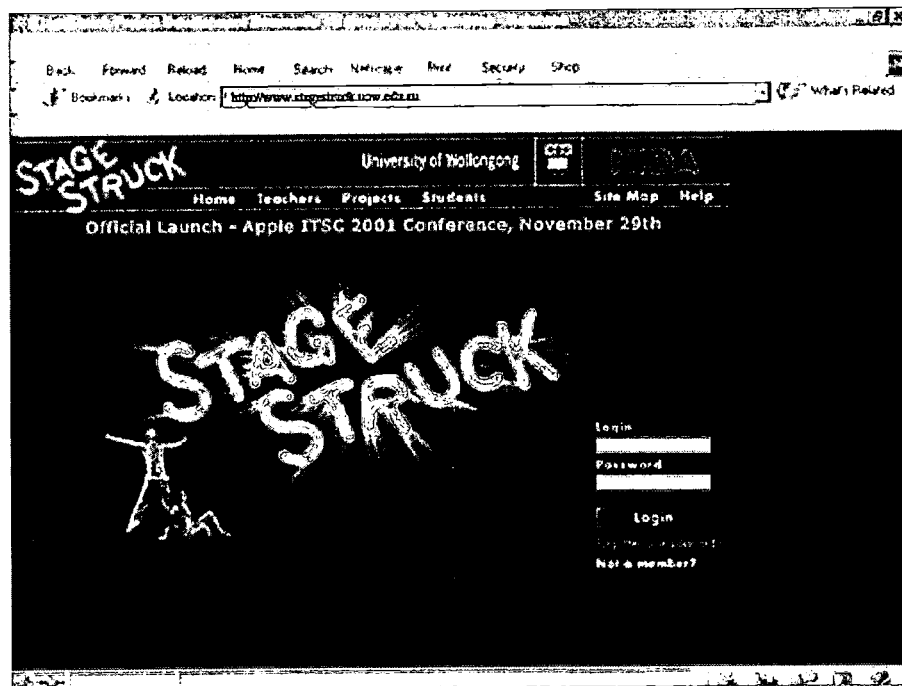 Back Forward Reload Home Search Netscape Print Security Shop
Bookmarks Location http://www.stagestruck.uow.edu.au What's Related
STAGE STRUCK
University of Wollongong
NIDA
Home Teachers Projects Students Site Map Help
Official Launch - Apple ITSC 2001 Conference, November 29th
STAGE
STRUCK
Login
Password
Login
Not a member?